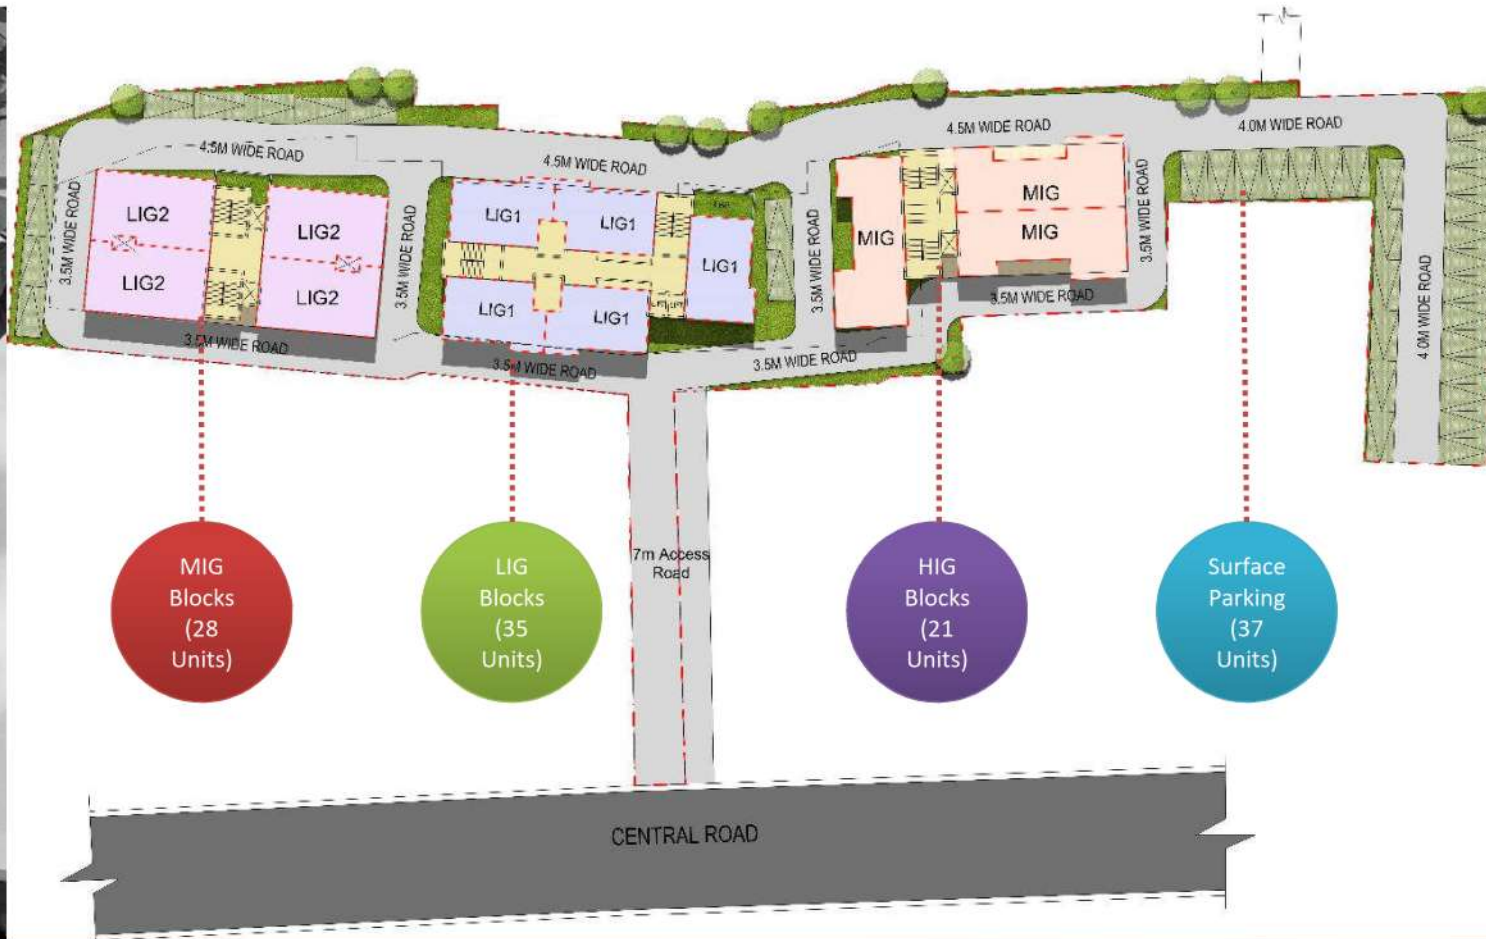 4.5M WIDE ROAD
4.5M WIDE ROAD
4.5M WIDE ROAD
4.0M WIDE ROAD
3.5M WIDE ROAD
LIG2
LIG2
LIG2
LIG2
3.5M WIDE ROAD
3.5M WIDE ROAD
LIG1
LIG1
LIG1
LIG1
LIG1
3.5M WIDE ROAD
3.5M WIDE ROAD
3.5M WIDE ROAD
MIG
MIG
MIG
3.5M WIDE ROAD
3.5M WIDE ROAD
4.0M WIDE ROAD
MIG
Blocks
(28
Units)
LIG
Blocks
(35
Units)
7m Access
Road
HIG
Blocks
(21
Units)
Surface
Parking
(37
Units)
CENTRAL ROAD